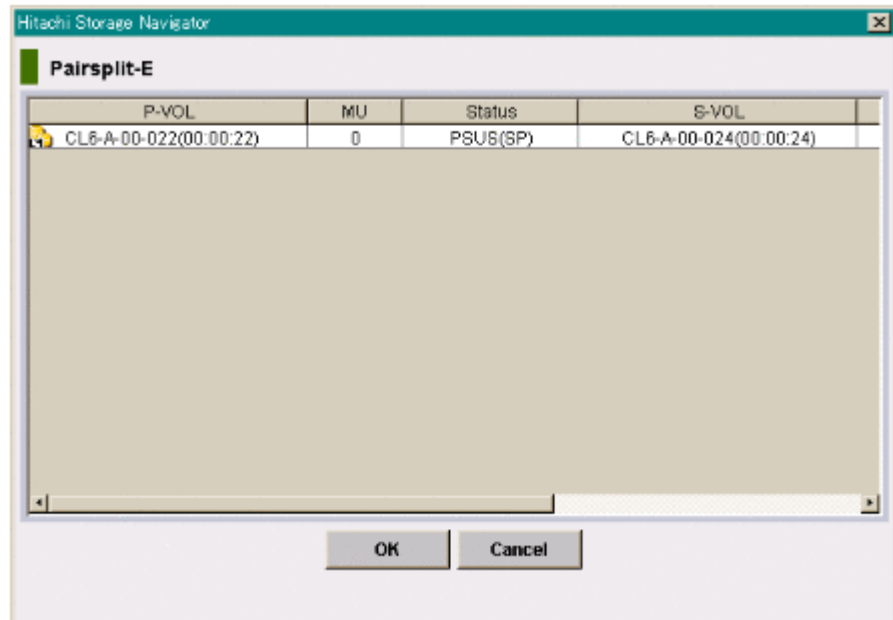 Hitachi Storage Navigator
Pairsplit-E
P-VOL MU Status S-VOL
CL6-A-00-022(00:00:22) 0 PSUS(SP) CL6-A-00-024(00:00:24)
OK Cancel